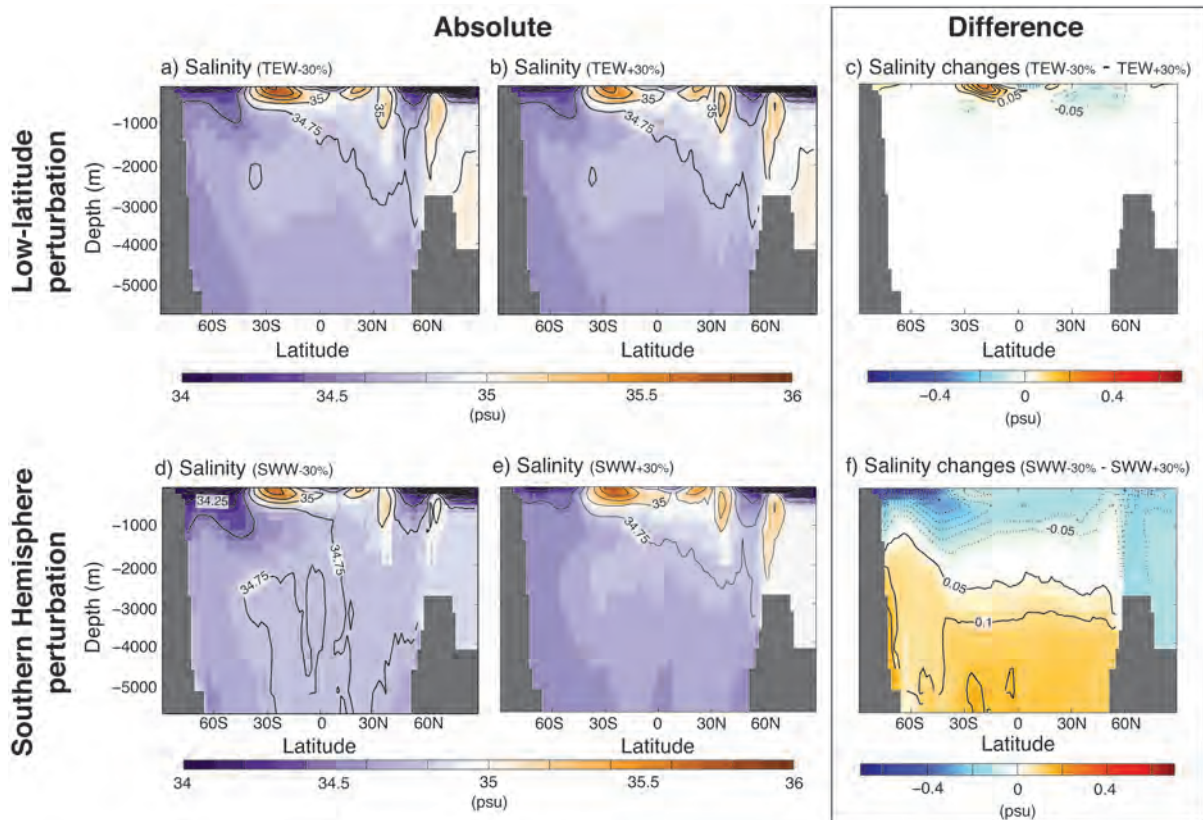 Absolute
Difference
Low-latitude
perturbation
a) Salinity (TEW-30%)
b) Salinity (TEW+30%)
c) Salinity changes (TEW-30% - TEW+30%)
Depth (m)
−1000
−2000
−3000
−4000
−5000
35
34.75
35
35
34.75
35
0.05
-0.05
60S 30S 0 30N 60N
60S 30S 0 30N 60N
60S 30S 0 30N 60N
Latitude
Latitude
Latitude
34 34.5 35 35.5 36
(psu)
−0.4 0 0.4
(psu)
Southern Hemisphere
perturbation
d) Salinity (SWW-30%)
e) Salinity (SWW+30%)
f) Salinity changes (SWW-30% - SWW+30%)
Depth (m)
−1000
−2000
−3000
−4000
−5000
34.25
35
34.75
34.75
35
34.75
-0.05
0.05
0.1
60S 30S 0 30N 60N
60S 30S 0 30N 60N
60S 30S 0 30N 60N
Latitude
Latitude
Latitude
34 34.5 35 35.5 36
(psu)
−0.4 0 0.4
(psu)